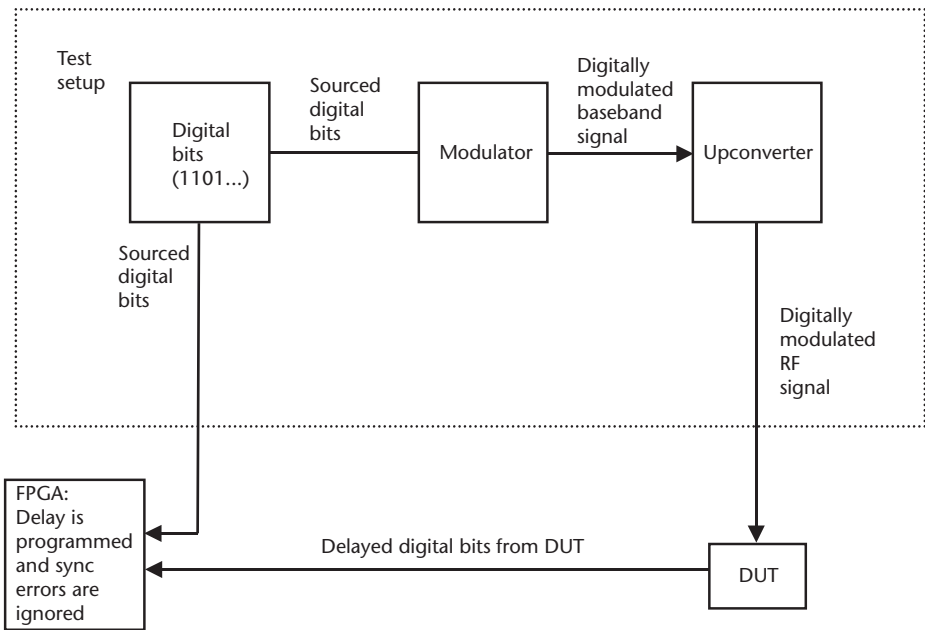 Test
setup
Digital
bits
(1101...)
Sourced
digital
bits
Modulator
Digitally
modulated
baseband
signal
Upconverter
Sourced
digital
bits
Digitally
modulated
RF
signal
FPGA:
Delay is
programmed
and sync
errors are
ignored
Delayed digital bits from DUT
DUT